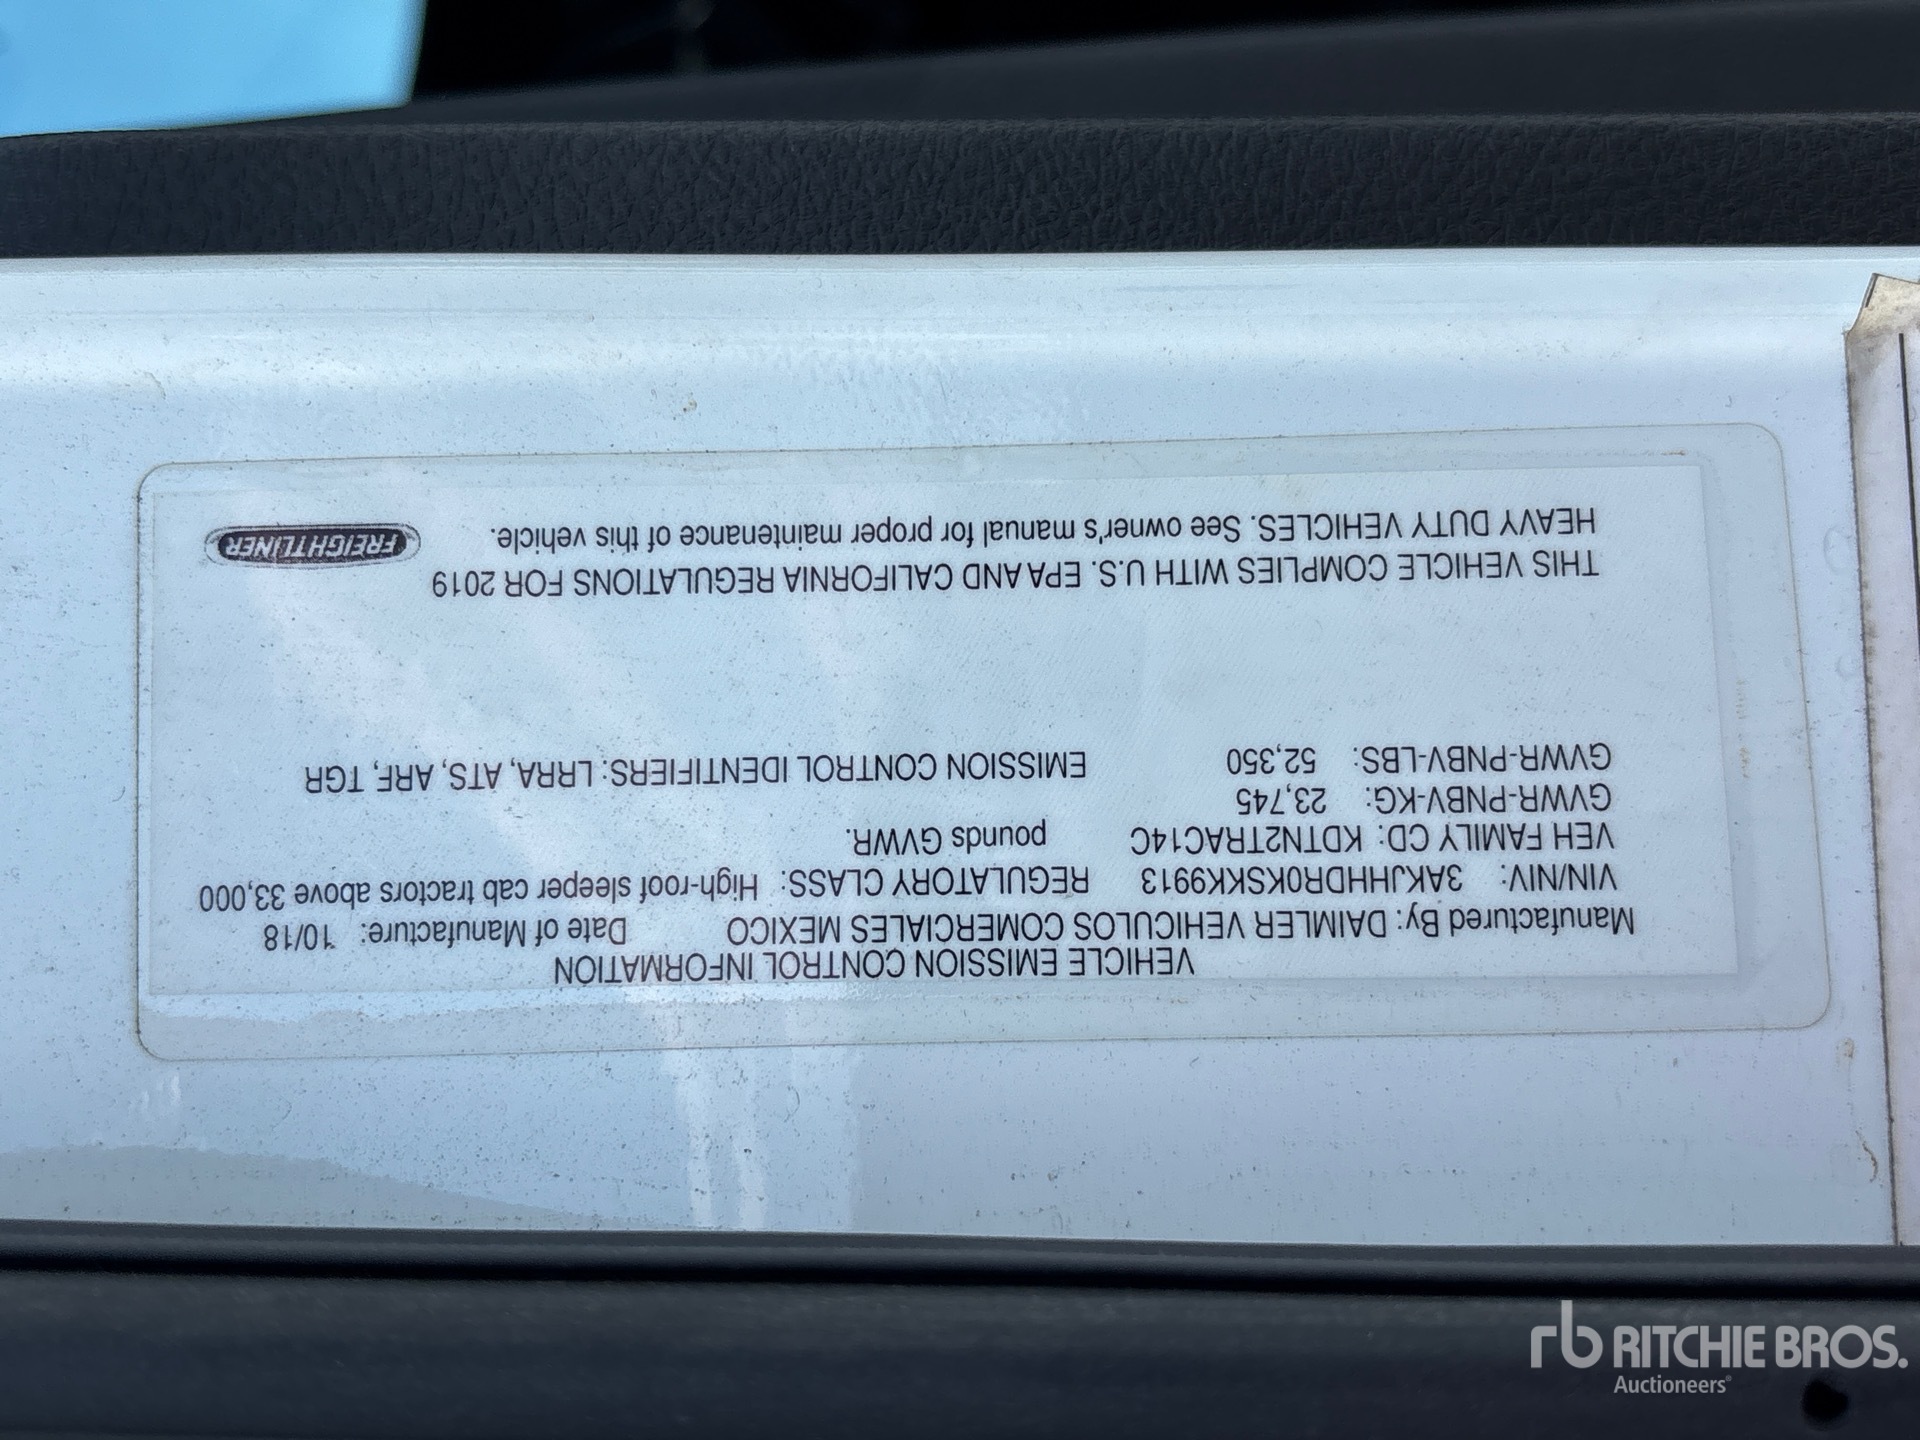 VEHICLE EMISSION CONTROL INFORMATION
Manufactured By: DAIMLER VEHICULOS COMERCIALES MEXICO Date of Manufacture: 10/18
VIN/NIV: 3AKJHHDR0KSKK9913 REGULATORY CLASS: High-roof sleeper cab tractors above 33,000
VEH FAMILY CD: KDTN2TRAC14C pounds GVWR.
GVWR-PNBV-KG: 23,745
GVWR-PNBV-LBS: 52,350 EMISSION CONTROL IDENTIFIERS: LRRA, ATS, ARF, TGR
THIS VEHICLE COMPLIES WITH U.S. EPA AND CALIFORNIA REGULATIONS FOR 2019
HEAVY DUTY VEHICLES. See owner's manual for proper maintenance of this vehicle.
FREIGHTLINER
rb RITCHIE BROS.
Auctioneers®